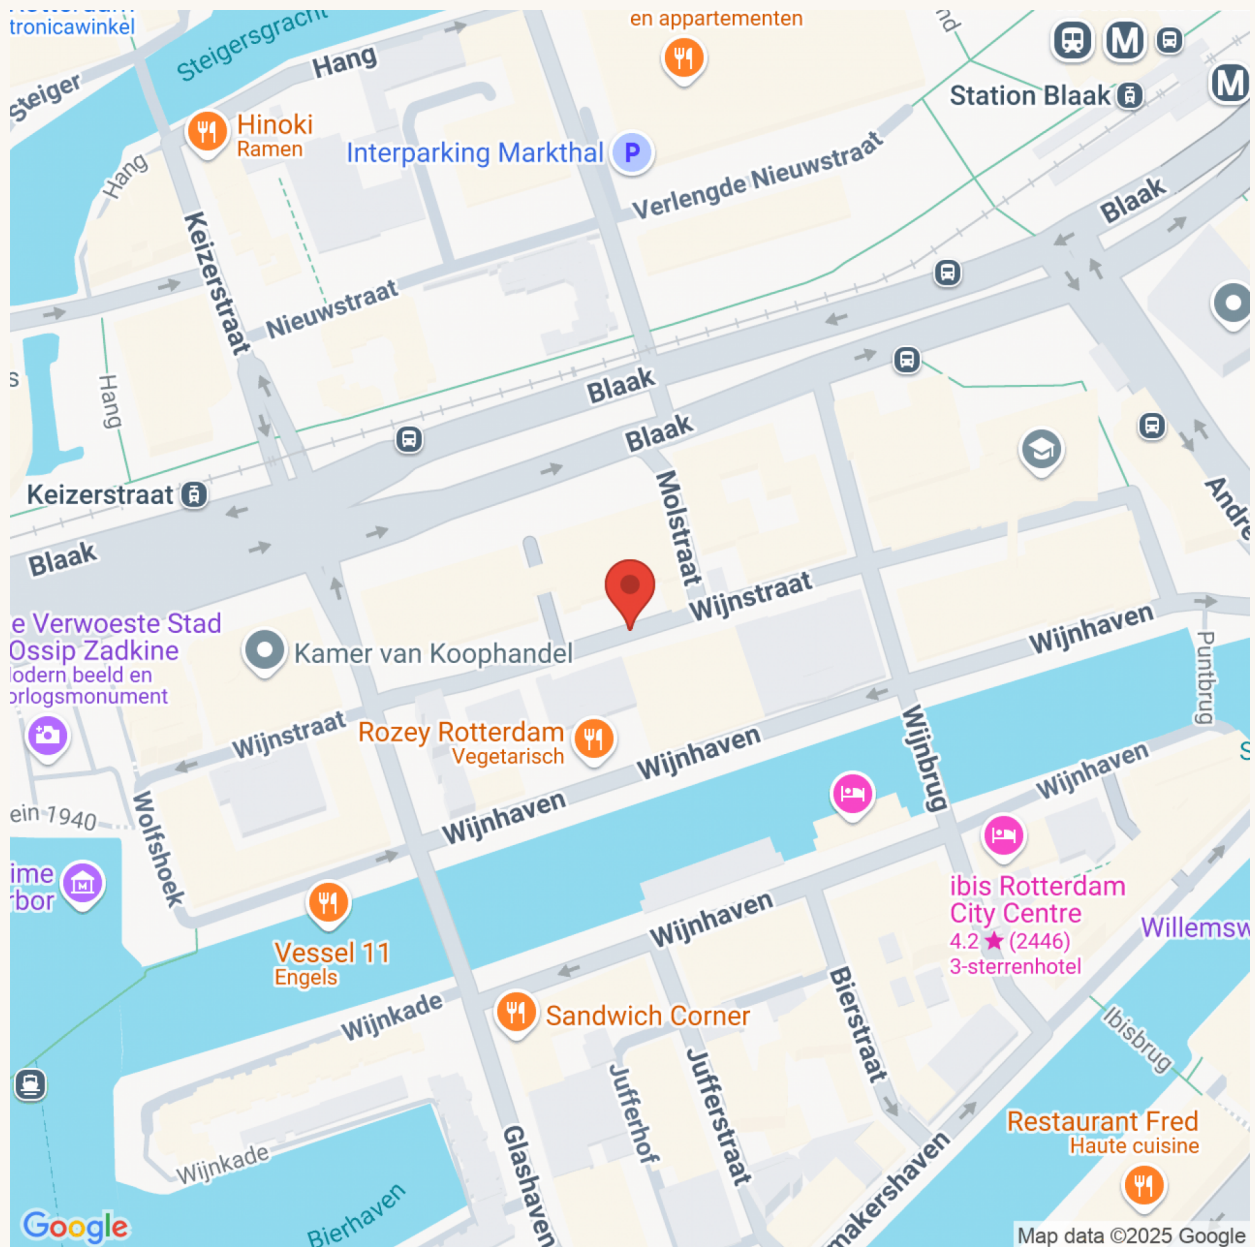 tronicawinkel
Steigersgracht
Hang
en appartementen
Station Blaak
M
M
Steiger
Hinoki
Ramen
Interparking Markthal
P
Verlengde Nieuwstraat
Hang
Blaak
Keizerstraat
Nieuwstraat
Hang
Blaak
Blaak
Keizerstraat
Molstraat
Blaak
Andre
Wijnstraat
e Verwoeste Stad
Ossip Zadkine
odern beeld en
orlogsmonument
Kamer van Koophandel
Wijnhaven
Puntbrug
Wijnstraat
Rozey Rotterdam
Vegetarisch
Wijnhaven
Wijnbrug
Wijnhaven
Wijnhaven
ein 1940
Wolfshoek
ime
rbor
M
ibis Rotterdam
City Centre
4.2 ★ (2446)
3-sterrenhotel
Wijnhaven
Willemsw
Vessel 11
Engels
Wijnkade
Sandwich Corner
Bierstraat
Ibisbrug
Jufferhof
Jufferstraat
Restaurant Fred
Haute cuisine
Wijnkade
Glashaven
makershaven
Bierhaven
Google
Map data ©2025 Google